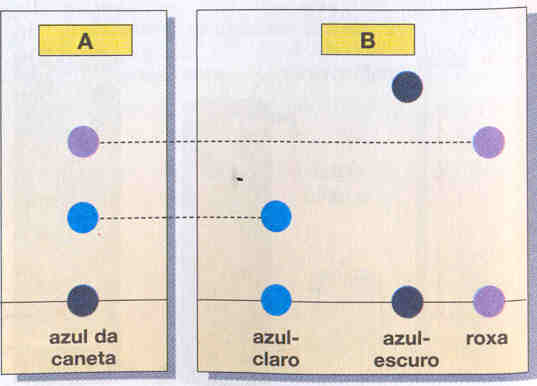 A
B
azul da
caneta
azul-
claro
azul-
escuro
roxa